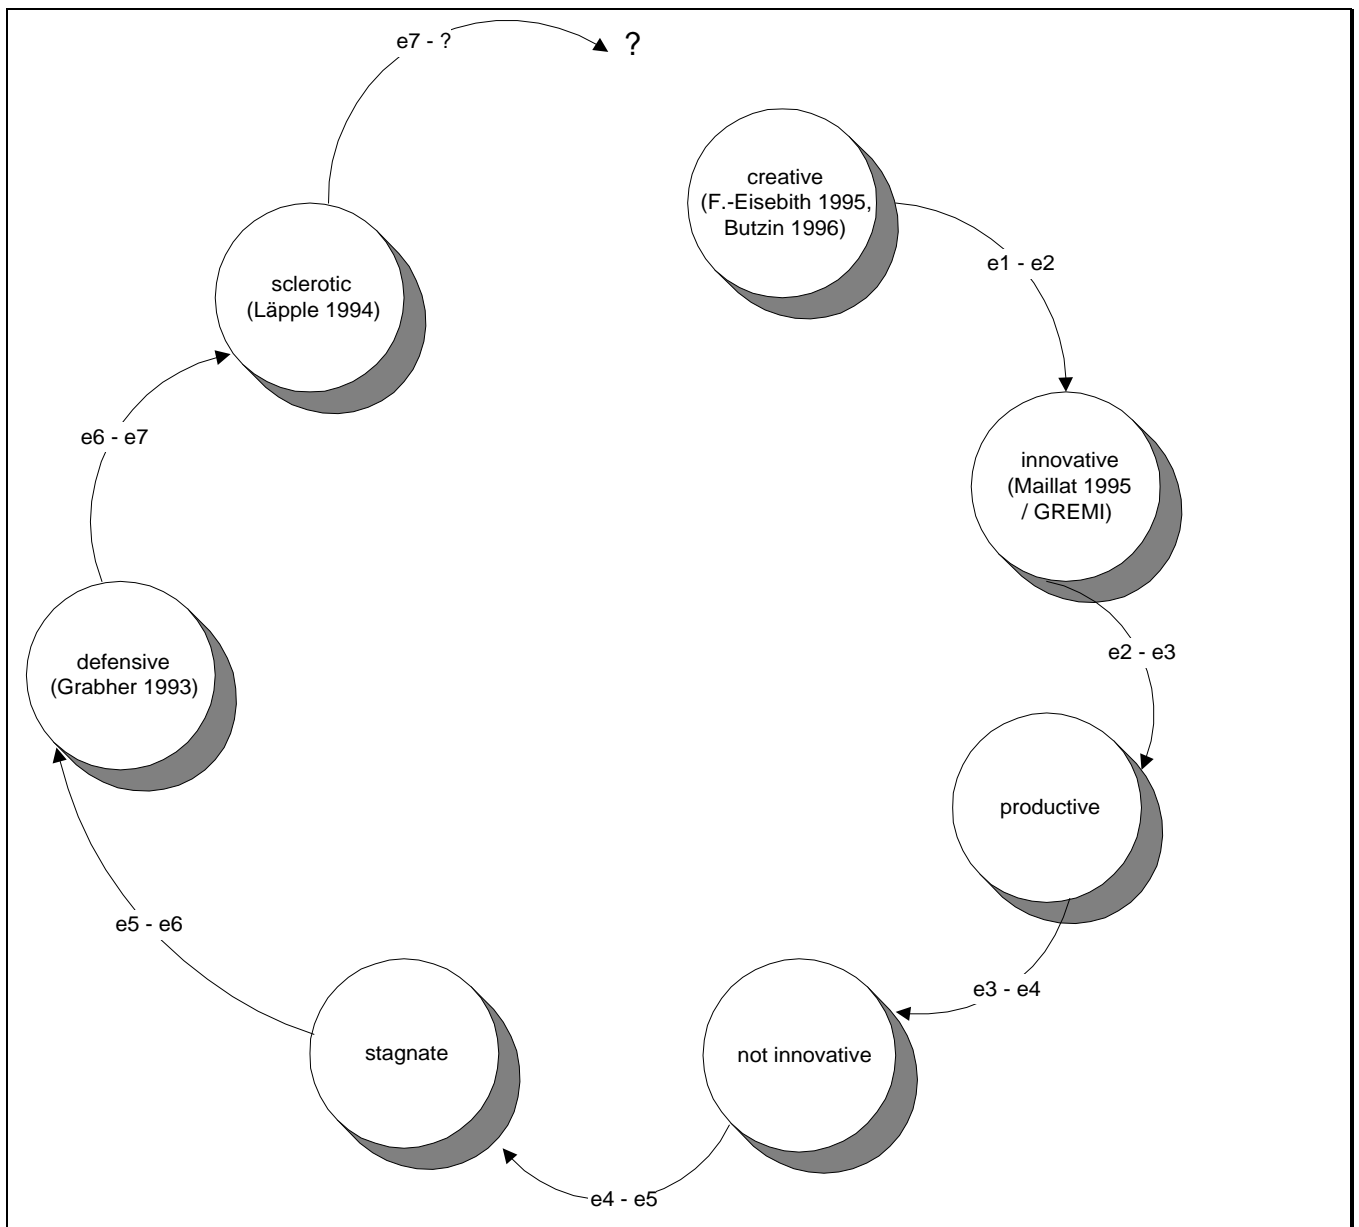 e7 - ?
?
creative
(F.-Eisebith 1995,
Butzin 1996)
e1 - e2
innovative
(Maillat 1995
/ GREMI)
e2 - e3
productive
e3 - e4
not innovative
e4 - e5
stagnate
e5 - e6
defensive
(Grabher 1993)
e6 - e7
sclerotic
(Läpple 1994)